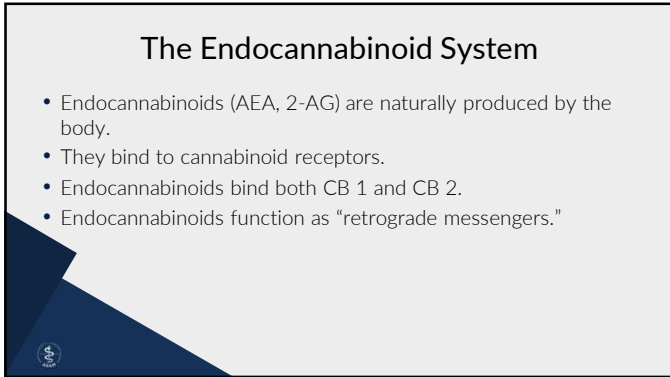 The Endocannabinoid System
• Endocannabinoids (AEA, 2-AG) are naturally produced by the
body.
• They bind to cannabinoid receptors.
• Endocannabinoids bind both CB 1 and CB 2.
• Endocannabinoids function as “retrograde messengers.”